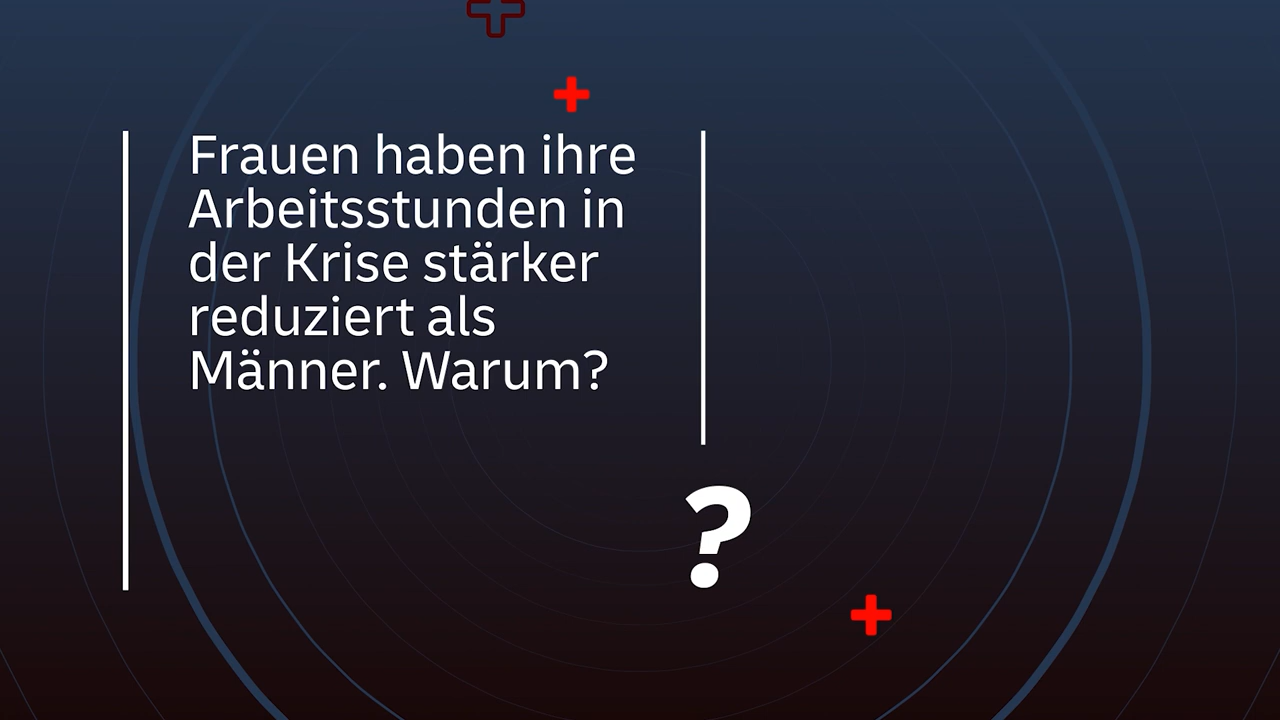 Frauen haben ihre
Arbeitsstunden in
der Krise stärker
reduziert als
Männer. Warum?
?